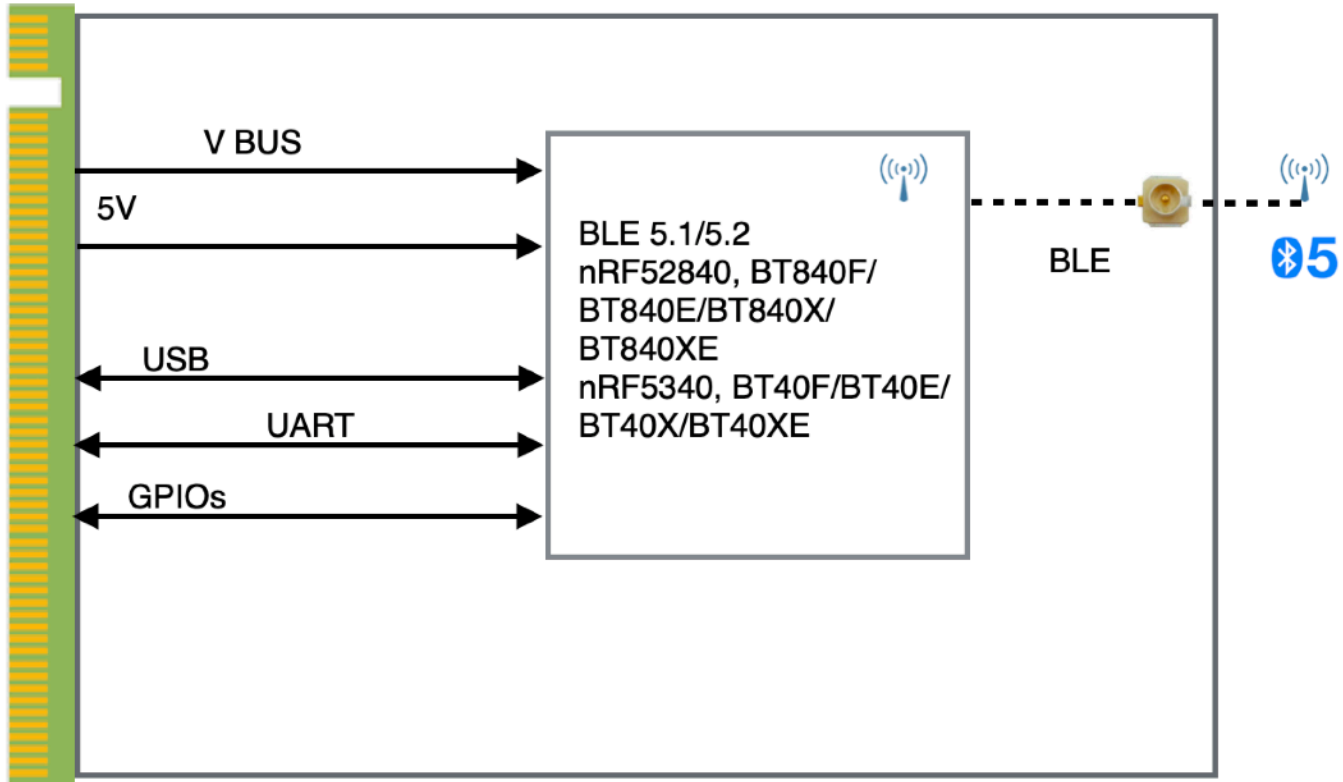 V BUS
5V
USB
UART
GPIOs
BLE 5.1/5.2
nRF52840, BT840F/
BT840E/BT840X/
BT840XE
nRF5340, BT40F/BT40E/
BT40X/BT40XE
BLE
5